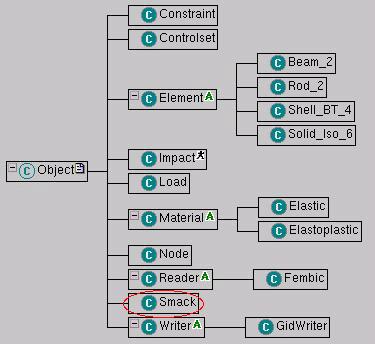 Constraint
Controlset
Beam_2
Rod_2
Element A
Shell_BT_4
Solid_Iso_6
Impact
Object
Load
Elastic
Material A
Elastoplastic
Node
Reader A
Fembic
Smack
Writer A
GidWriter